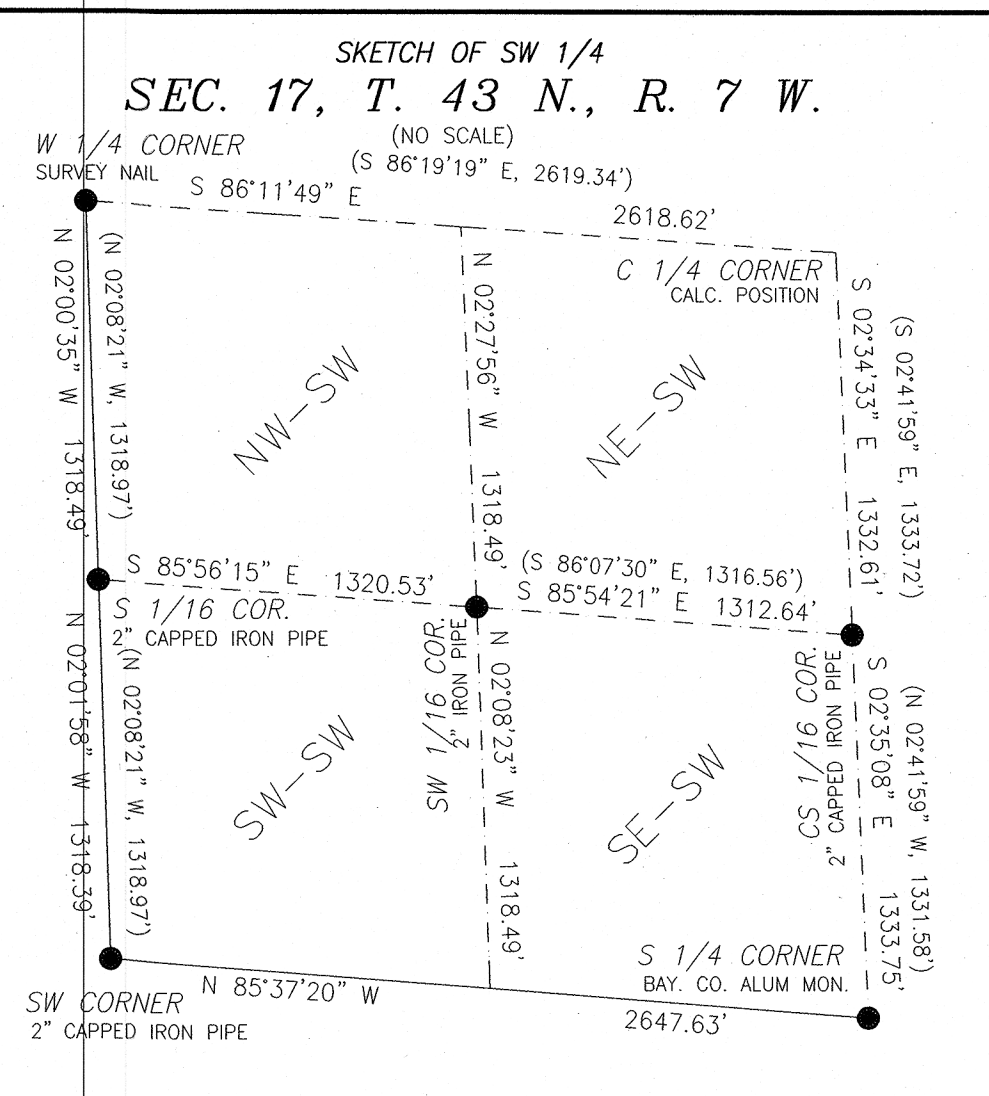 SKETCH OF SW 1/4
SEC. 17, T. 43 N., R. 7 W.
(NO SCALE)
W 1/4 CORNER
SURVEY NAIL
(S 86°19'19" E, 2619.34')
S 86°11'49" E
2618.62'
C 1/4 CORNER
CALC. POSITION
N 02°00'35" W 1318.49'
(N 02°08'21" W, 1318.97')
N 02°27'56" W 1318.49'
S 02°34'33" E 1332.61'
(S 02°41'59" E, 1333.72')
NW-SW
NE-SW
S 85°56'15" E 1320.53'
(S 86°07'30" E, 1316.56')
S 85°54'21" E 1312.64'
S 1/16 COR.
2" CAPPED IRON PIPE
N 02°01'58" W 1318.39'
(N 02°08'21" W, 1318.97')
SW 1/16 COR.
2" IRON PIPE
N 02°08'23" W 1318.49'
CS 1/16 COR.
2" CAPPED IRON PIPE
S 02°35'08" E 1333.75'
(N 02°41'59" W, 1331.58')
SW-SW
SE-SW
S 1/4 CORNER
BAY. CO. ALUM MON.
N 85°37'20" W
2647.63'
SW CORNER
2" CAPPED IRON PIPE